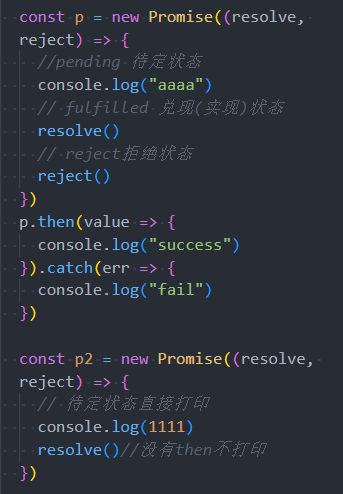 const p = new Promise((resolve,
reject) => {
//pending 待定状态
console.log("aaaa")
// fulfilled 兑现(实现)状态
resolve()
// reject拒绝状态
reject()
})
p.then(value => {
console.log("success")
}).catch(err => {
console.log("fail")
})
const p2 = new Promise((resolve,
reject) => {
// 待定状态直接打印
console.log(1111)
resolve()//没有then不打印
})